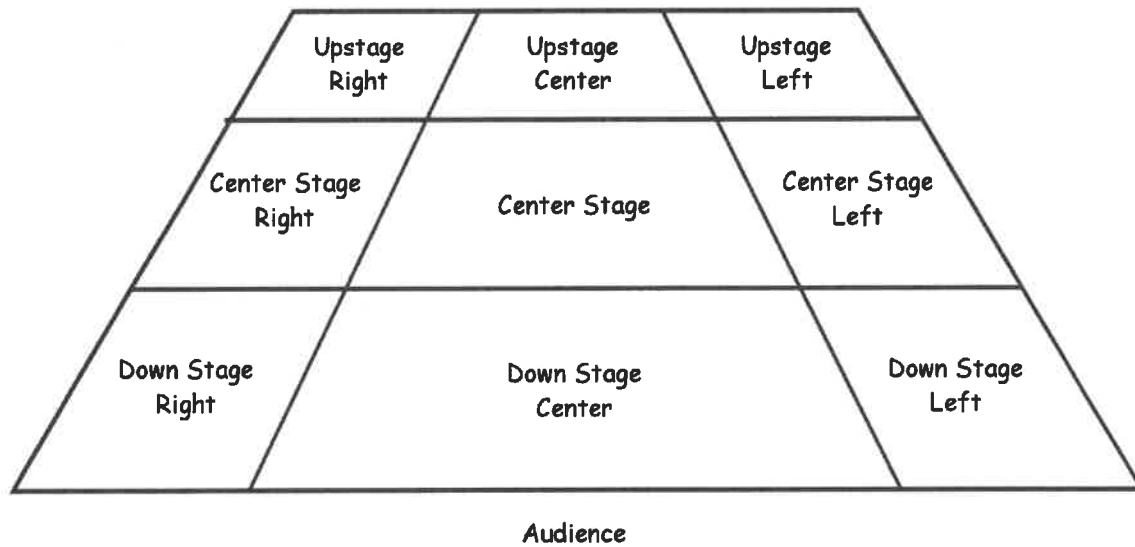 Upstage
Right
Upstage
Center
Upstage
Left
Center Stage
Right
Center Stage
Center Stage
Left
Down Stage
Right
Down Stage
Center
Down Stage
Left
Audience